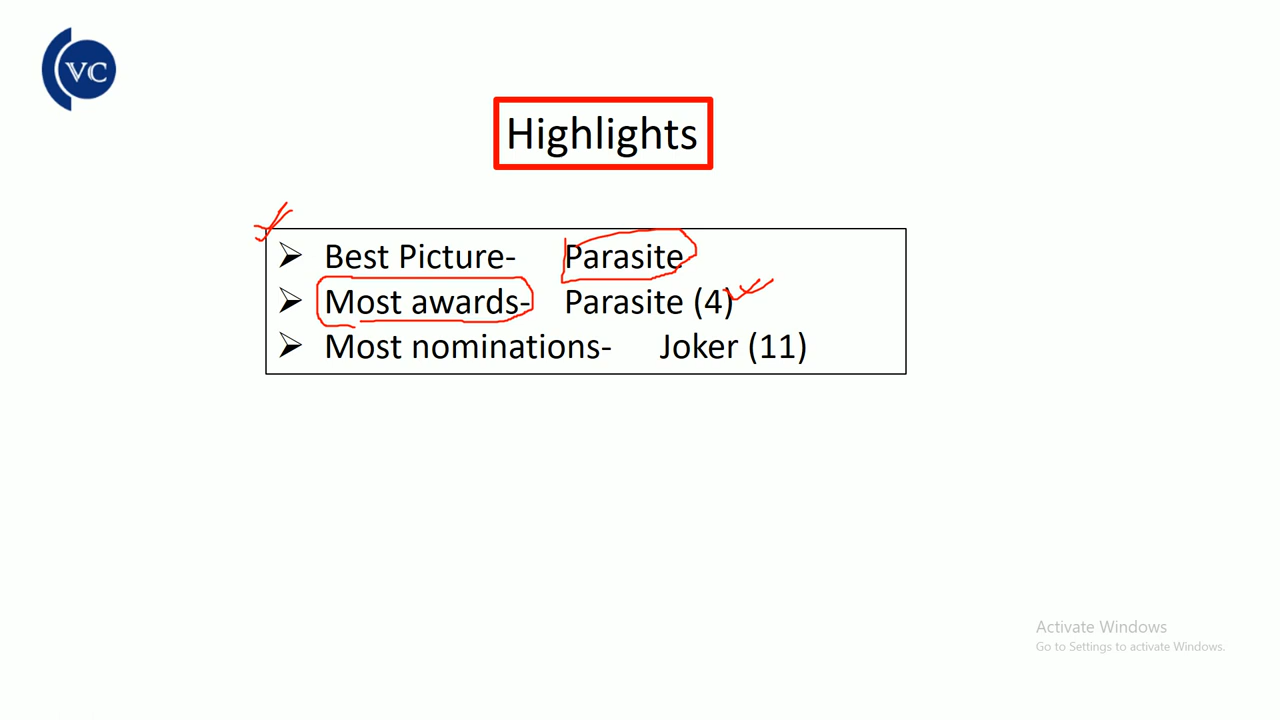 VC
Highlights
➢ Best Picture- Parasite
➢ Most awards- Parasite (4)
➢ Most nominations- Joker (11)
Activate Windows
Go to Settings to activate Windows.